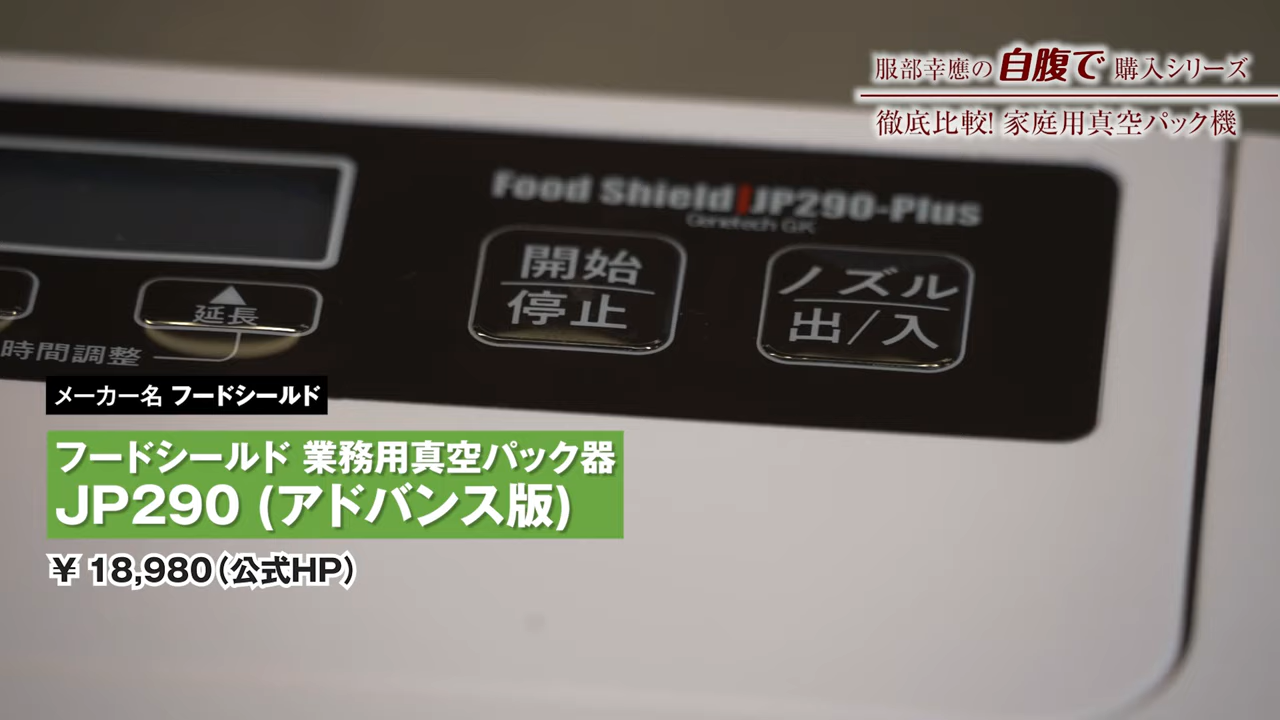 服部幸應の自腹で購入シリーズ
徹底比較! 家庭用真空パック機
Food Shield JP290-Plus
Genetech GK
開始
停止
ノズル
出/入
延長
時間調整
メーカー名 フードシールド
フードシールド 業務用真空パック器
JP290 (アドバンス版)
¥ 18,980(公式HP)